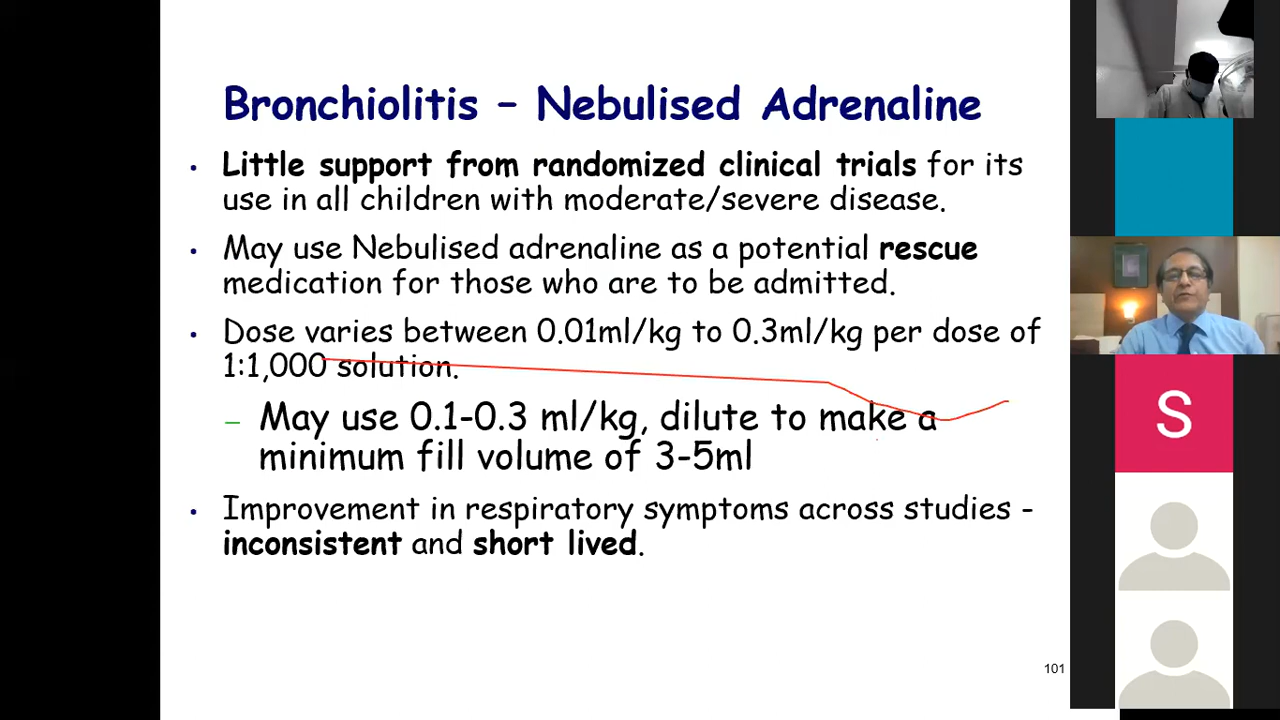 Bronchiolitis – Nebulised Adrenaline
• Little support from randomized clinical trials for its
use in all children with moderate/severe disease.
• May use Nebulised adrenaline as a potential rescue
medication for those who are to be admitted.
• Dose varies between 0.01ml/kg to 0.3ml/kg per dose of
1:1,000 solution.
– May use 0.1-0.3 ml/kg, dilute to make a
minimum fill volume of 3-5ml
• Improvement in respiratory symptoms across studies -
inconsistent and short lived.
101
S